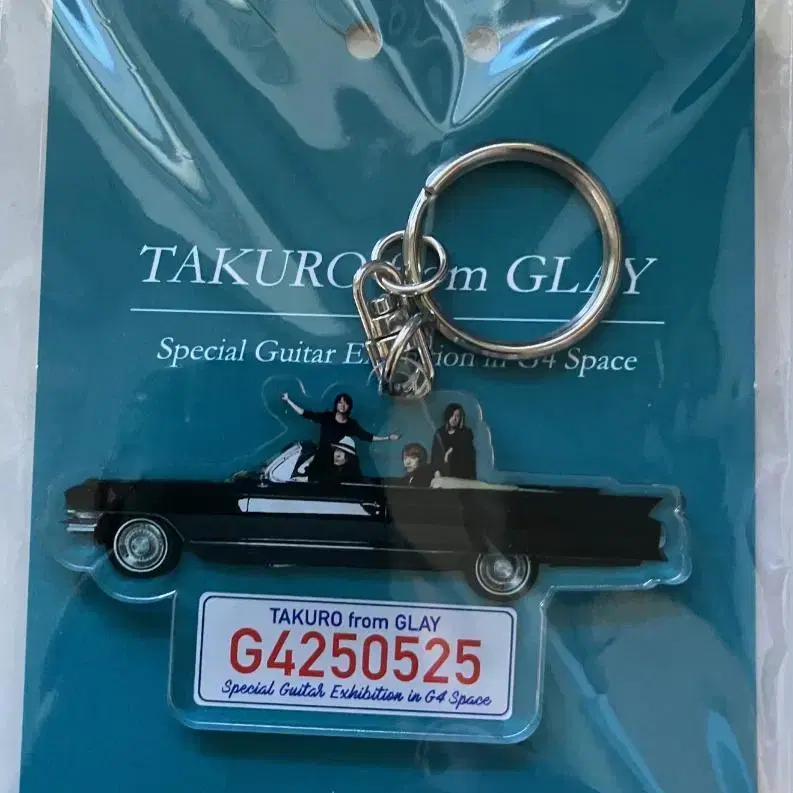 TAKURO from GLAY
Special Guitar Exhibition in G4 Space
TAKURO from GLAY
G4250525
Special Guitar Exhibition in G4 Space